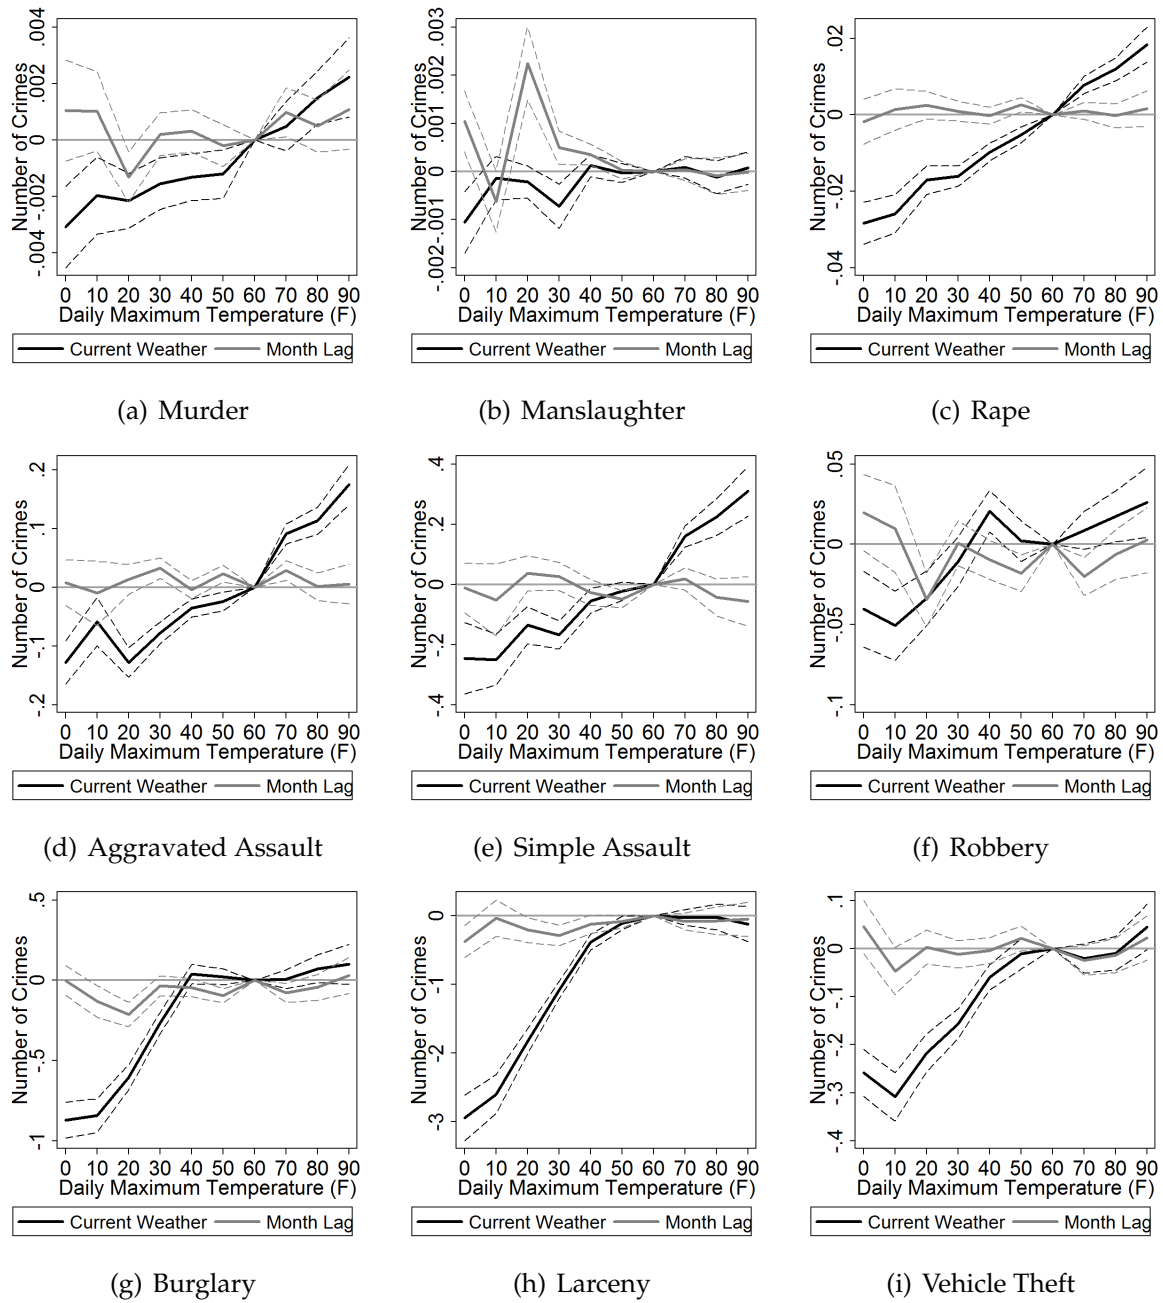 Number of Crimes
.004
.002
0
-.002
-.004
0 10 20 30 40 50 60 70 80 90
Daily Maximum Temperature (F)
Current Weather Month Lag
(a) Murder
Number of Crimes
.003
.002
.001
0
-.001
-.002
0 10 20 30 40 50 60 70 80 90
Daily Maximum Temperature (F)
Current Weather Month Lag
(b) Manslaughter
Number of Crimes
.02
0
-.02
-.04
0 10 20 30 40 50 60 70 80 90
Daily Maximum Temperature (F)
Current Weather Month Lag
(c) Rape
Number of Crimes
.2
.1
0
-.1
-.2
0 10 20 30 40 50 60 70 80 90
Daily Maximum Temperature (F)
Current Weather Month Lag
(d) Aggravated Assault
Number of Crimes
.4
.2
0
-.2
-.4
0 10 20 30 40 50 60 70 80 90
Daily Maximum Temperature (F)
Current Weather Month Lag
(e) Simple Assault
Number of Crimes
.05
0
-.05
-.1
0 10 20 30 40 50 60 70 80 90
Daily Maximum Temperature (F)
Current Weather Month Lag
(f) Robbery
Number of Crimes
.5
0
-.5
-1
0 10 20 30 40 50 60 70 80 90
Daily Maximum Temperature (F)
Current Weather Month Lag
(g) Burglary
Number of Crimes
0
-1
-2
-3
0 10 20 30 40 50 60 70 80 90
Daily Maximum Temperature (F)
Current Weather Month Lag
(h) Larceny
Number of Crimes
.1
0
-.1
-.2
-.3
-.4
0 10 20 30 40 50 60 70 80 90
Daily Maximum Temperature (F)
Current Weather Month Lag
(i) Vehicle Theft